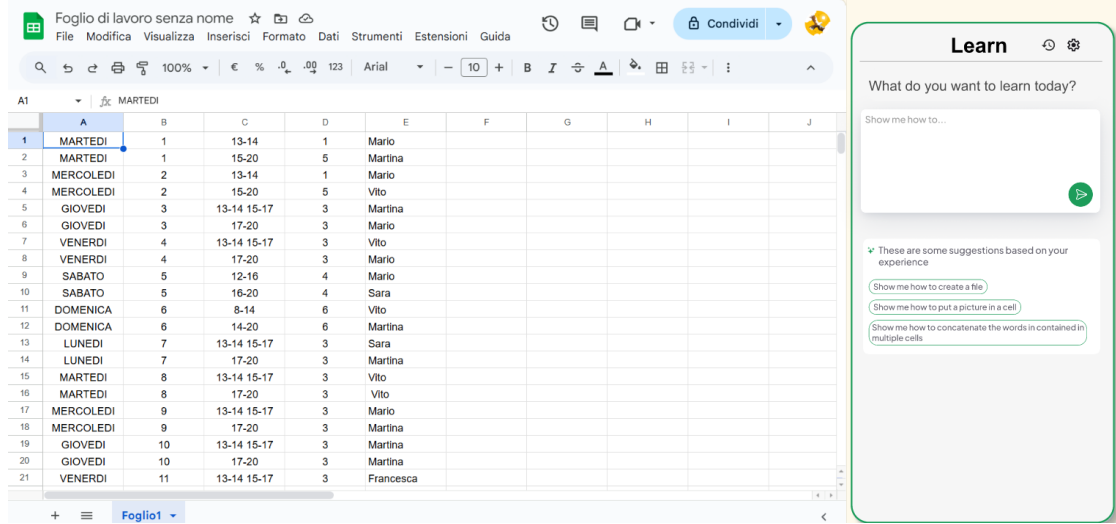 Foglio di lavoro senza nome
File Modifica Visualizza Inserisci Formato Dati Strumenti Estensioni Guida
Condividi
100% € % .0 .00 123 Arial 10 B I S A
A1 fx MARTEDI
A B C D E F G H I J
1 MARTEDI 1 13-14 1 Mario
2 MARTEDI 1 15-20 5 Martina
3 MERCOLEDI 2 13-14 1 Mario
4 MERCOLEDI 2 15-20 5 Vito
5 GIOVEDI 3 13-14 15-17 3 Martina
6 GIOVEDI 3 17-20 3 Mario
7 VENERDI 4 13-14 15-17 3 Vito
8 VENERDI 4 17-20 3 Mario
9 SABATO 5 12-16 4 Mario
10 SABATO 5 16-20 4 Sara
11 DOMENICA 6 8-14 6 Vito
12 DOMENICA 6 14-20 6 Martina
13 LUNEDI 7 13-14 15-17 3 Sara
14 LUNEDI 7 17-20 3 Martina
15 MARTEDI 8 13-14 15-17 3 Vito
16 MARTEDI 8 17-20 3 Vito
17 MERCOLEDI 9 13-14 15-17 3 Mario
18 MERCOLEDI 9 17-20 3 Martina
19 GIOVEDI 10 13-14 15-17 3 Martina
20 GIOVEDI 10 17-20 3 Martina
21 VENERDI 11 13-14 15-17 3 Francesca
Foglio1
Learn
What do you want to learn today?
Show me how to...
These are some suggestions based on your
experience
Show me how to create a file
Show me how to put a picture in a cell
Show me how to concatenate the words in contained in
multiple cells